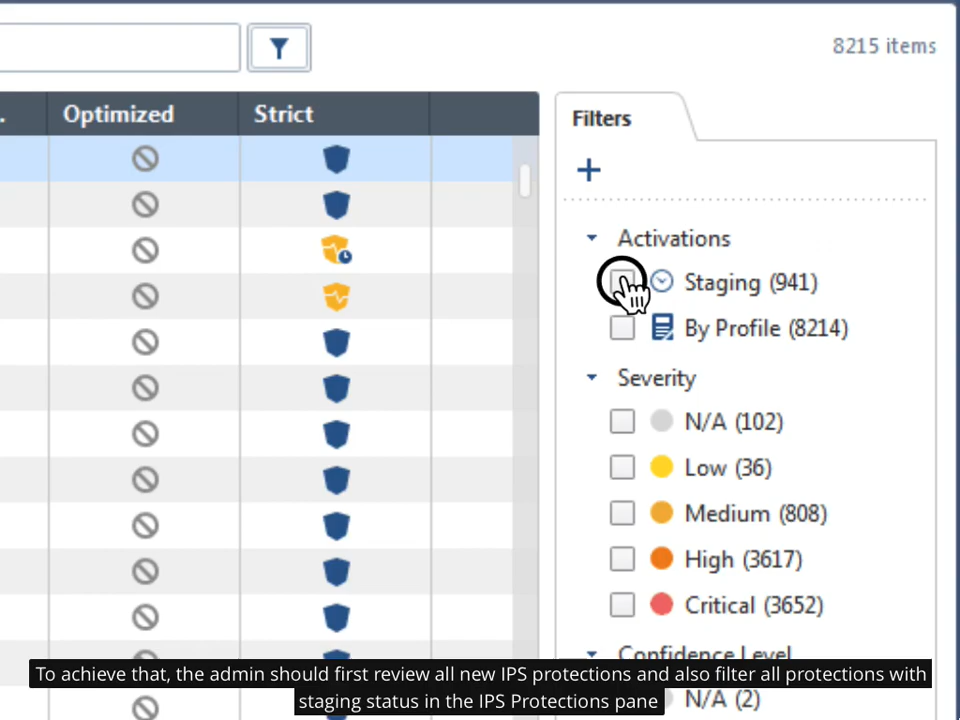 8215 items
. Optimized Strict
Filters
Activations
Staging (941)
By Profile (8214)
Severity
N/A (102)
Low (36)
Medium (808)
High (3617)
Critical (3652)
Confidence Level
N/A (2)
To achieve that, the admin should first review all new IPS protections and also filter all protections with
staging status in the IPS Protections pane